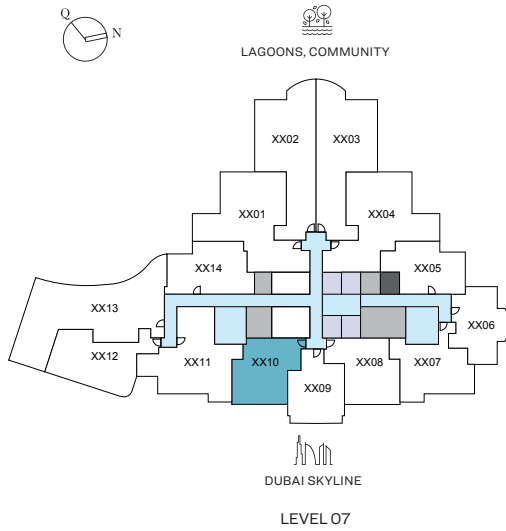 Q
N
LAGOONS, COMMUNITY
XX02
XX03
XX01
XX04
XX14
XX05
XX13
XX06
XX12
XX11
XX10
XX08
XX07
XX09
DUBAI SKYLINE
LEVEL 07